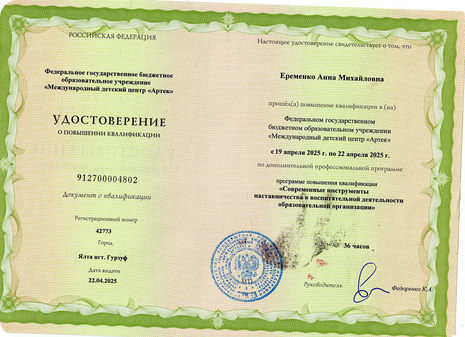 РОССИЙСКАЯ ФЕДЕРАЦИЯ
Федеральное государственное бюджетное
образовательное учреждение
«Международный детский центр «Артек»
УДОСТОВЕРЕНИЕ
О ПОВЫШЕНИИ КВАЛИФИКАЦИИ
912700004802
Документ о квалификации
Регистрационный номер
42773
Город
Ялта пгт. Гурзуф
Дата выдачи
22.04.2025
Настоящее удостоверение свидетельствует о том, что
Еременко Анна Михайловна
прошёл(а) повышение квалификации в (на)
Федеральном государственном
бюджетном образовательном учреждении
«Международный детский центр «Артек»
с 19 апреля 2025 г. по 22 апреля 2025 г.
по дополнительной профессиональной программе
программе повышения квалификации
«Современные инструменты
наставничества в воспитательной деятельности
образовательной организации»
36 часов
М.П.
Руководитель
Федоренко К.А.